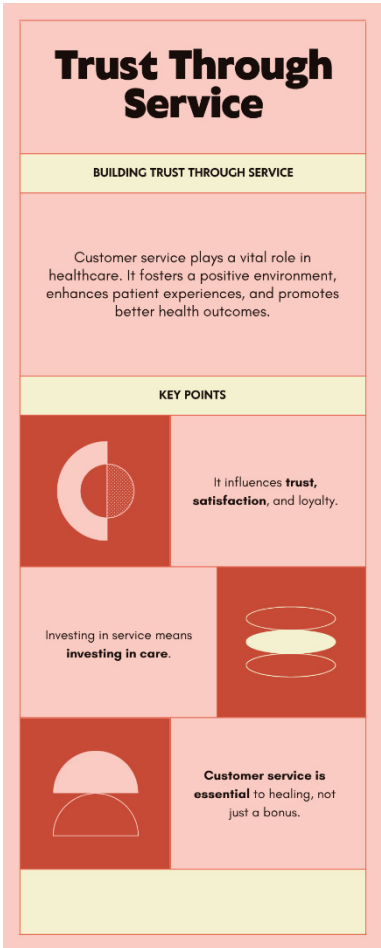 Trust Through
Service
BUILDING TRUST THROUGH SERVICE
Customer service plays a vital role in
healthcare. It fosters a positive environment,
enhances patient experiences, and promotes
better health outcomes.
KEY POINTS
It influences trust,
satisfaction, and loyalty.
Investing in service means
investing in care.
Customer service is
essential to healing, not
just a bonus.